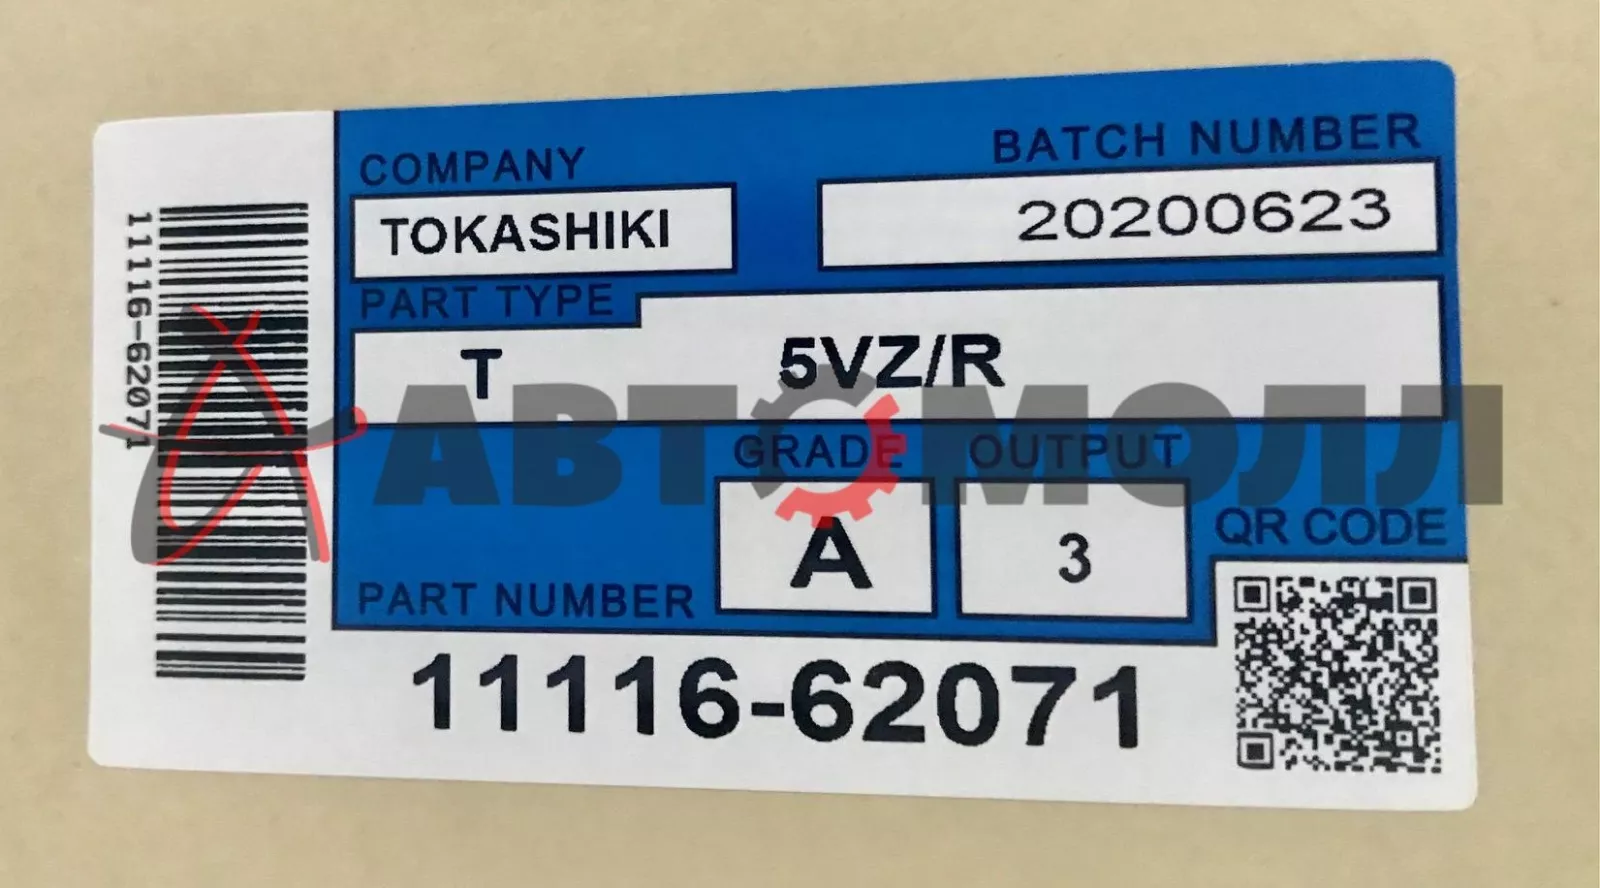 COMPANY
BATCH NUMBER
TOKASHIKI
20200623
PART TYPE
T
5VZ/R
АВТОМОЛЛ
GRADE
OUTPUT
A
3
QR CODE
PART NUMBER
11116-62071
11116-62071